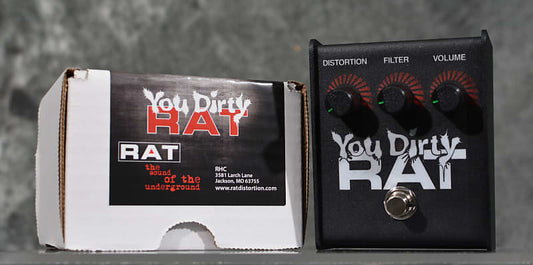 You Dirty
RAT
RAT
the
sound
of the
underground
RHC
3581 Larch Lane
Jackson, MO 63755
www.ratdistortion.com
DISTORTION FILTER VOLUME
You Dirty
RAT